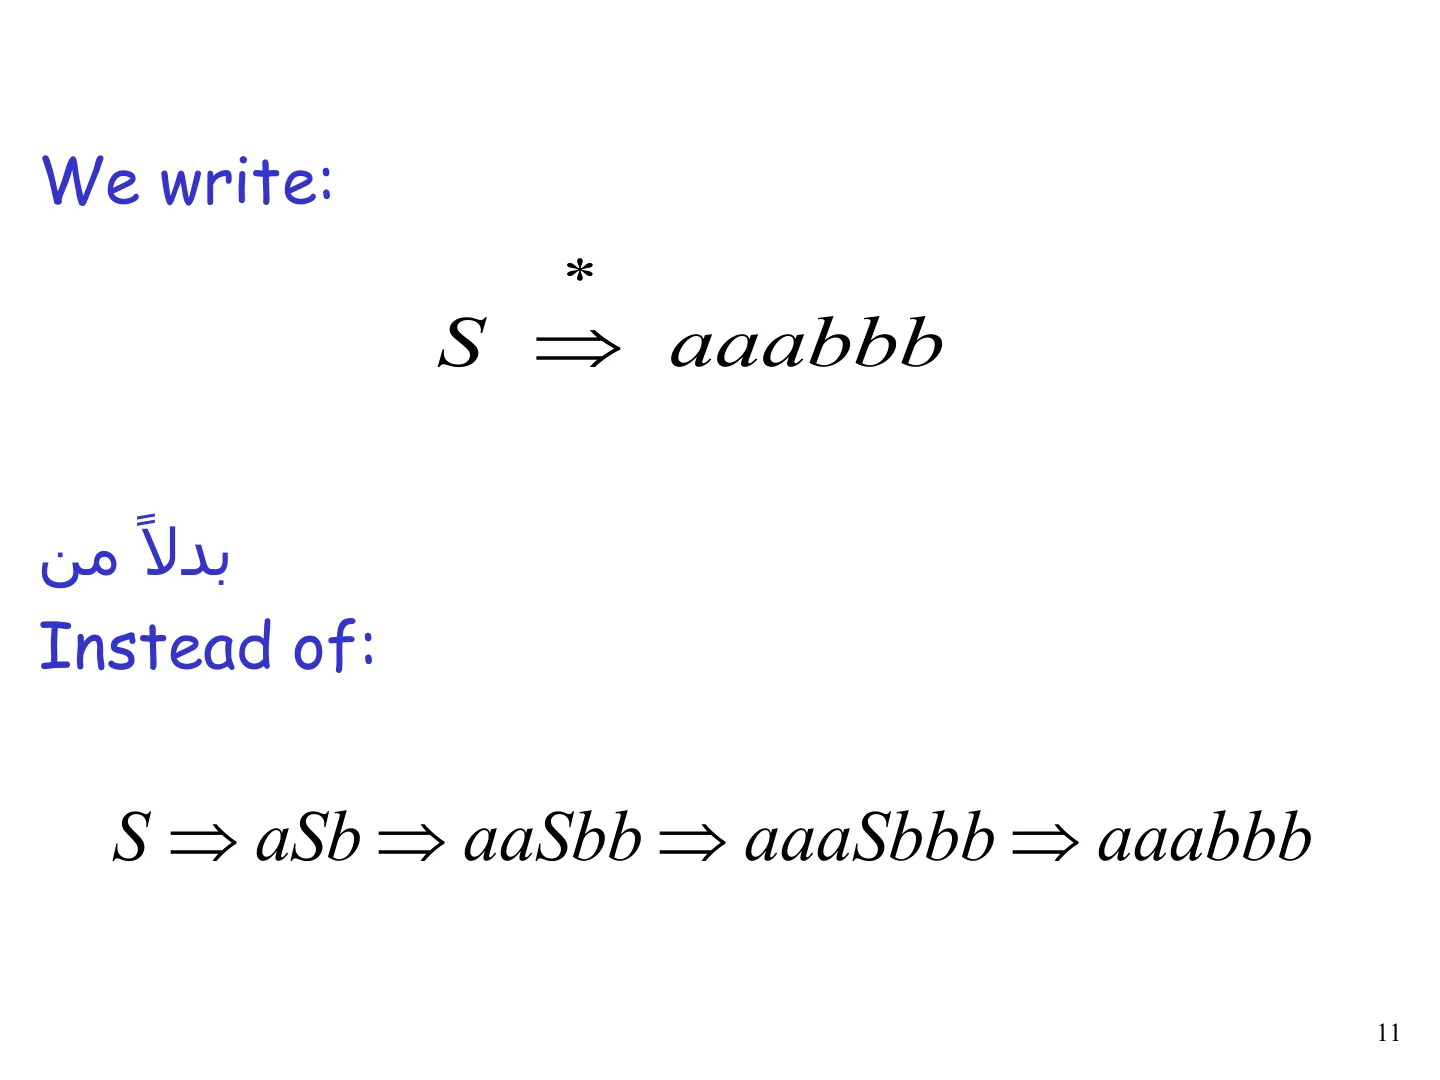 We write:
*
S ⇒ aaabbb
بدلاً من
Instead of:
S ⇒ aSb ⇒ aaSbb ⇒ aaaSbbb ⇒ aaabbb
11